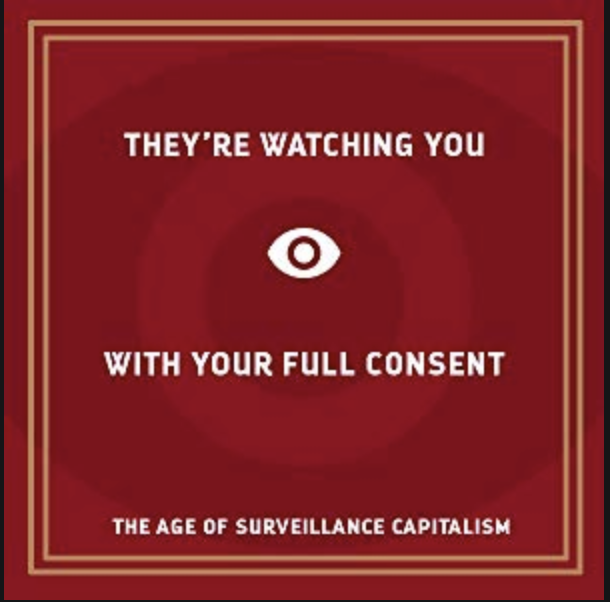 THEY'RE WATCHING YOU
WITH YOUR FULL CONSENT
THE AGE OF SURVEILLANCE CAPITALISM